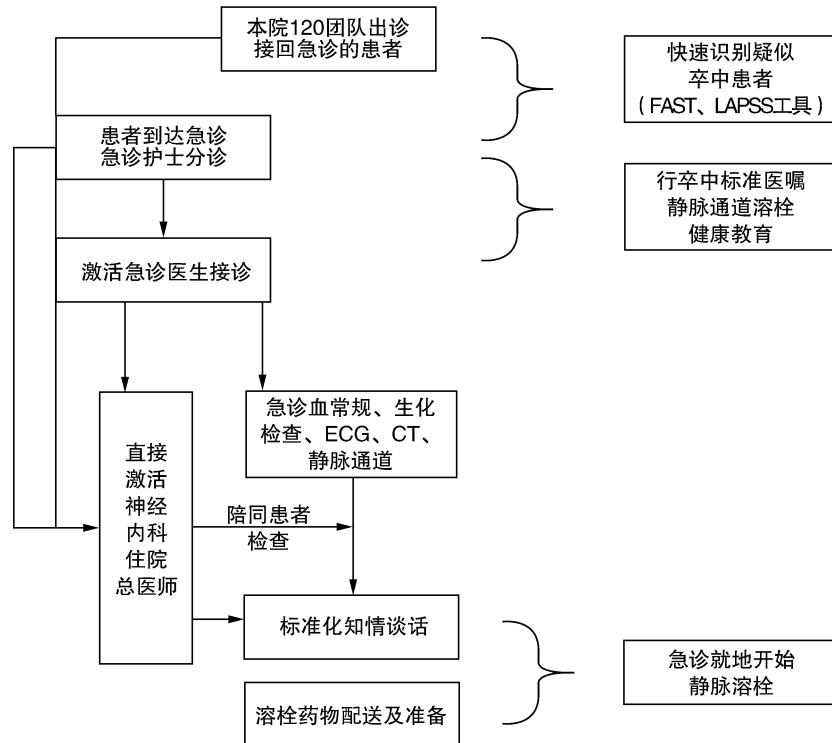 本院120团队出诊
接回急诊的患者
快速识别疑似
卒中患者
（FAST、LAPSS工具）
患者到达急诊
急诊护士分诊
行卒中标准医嘱
静脉通道溶栓
健康教育
激活急诊医生接诊
急诊血常规、生化
检查、ECG、CT、
静脉通道
直接
激活
神经
内科
住院
总医师
陪同患者
检查
标准化知情谈话
急诊就地开始
静脉溶栓
溶栓药物配送及准备